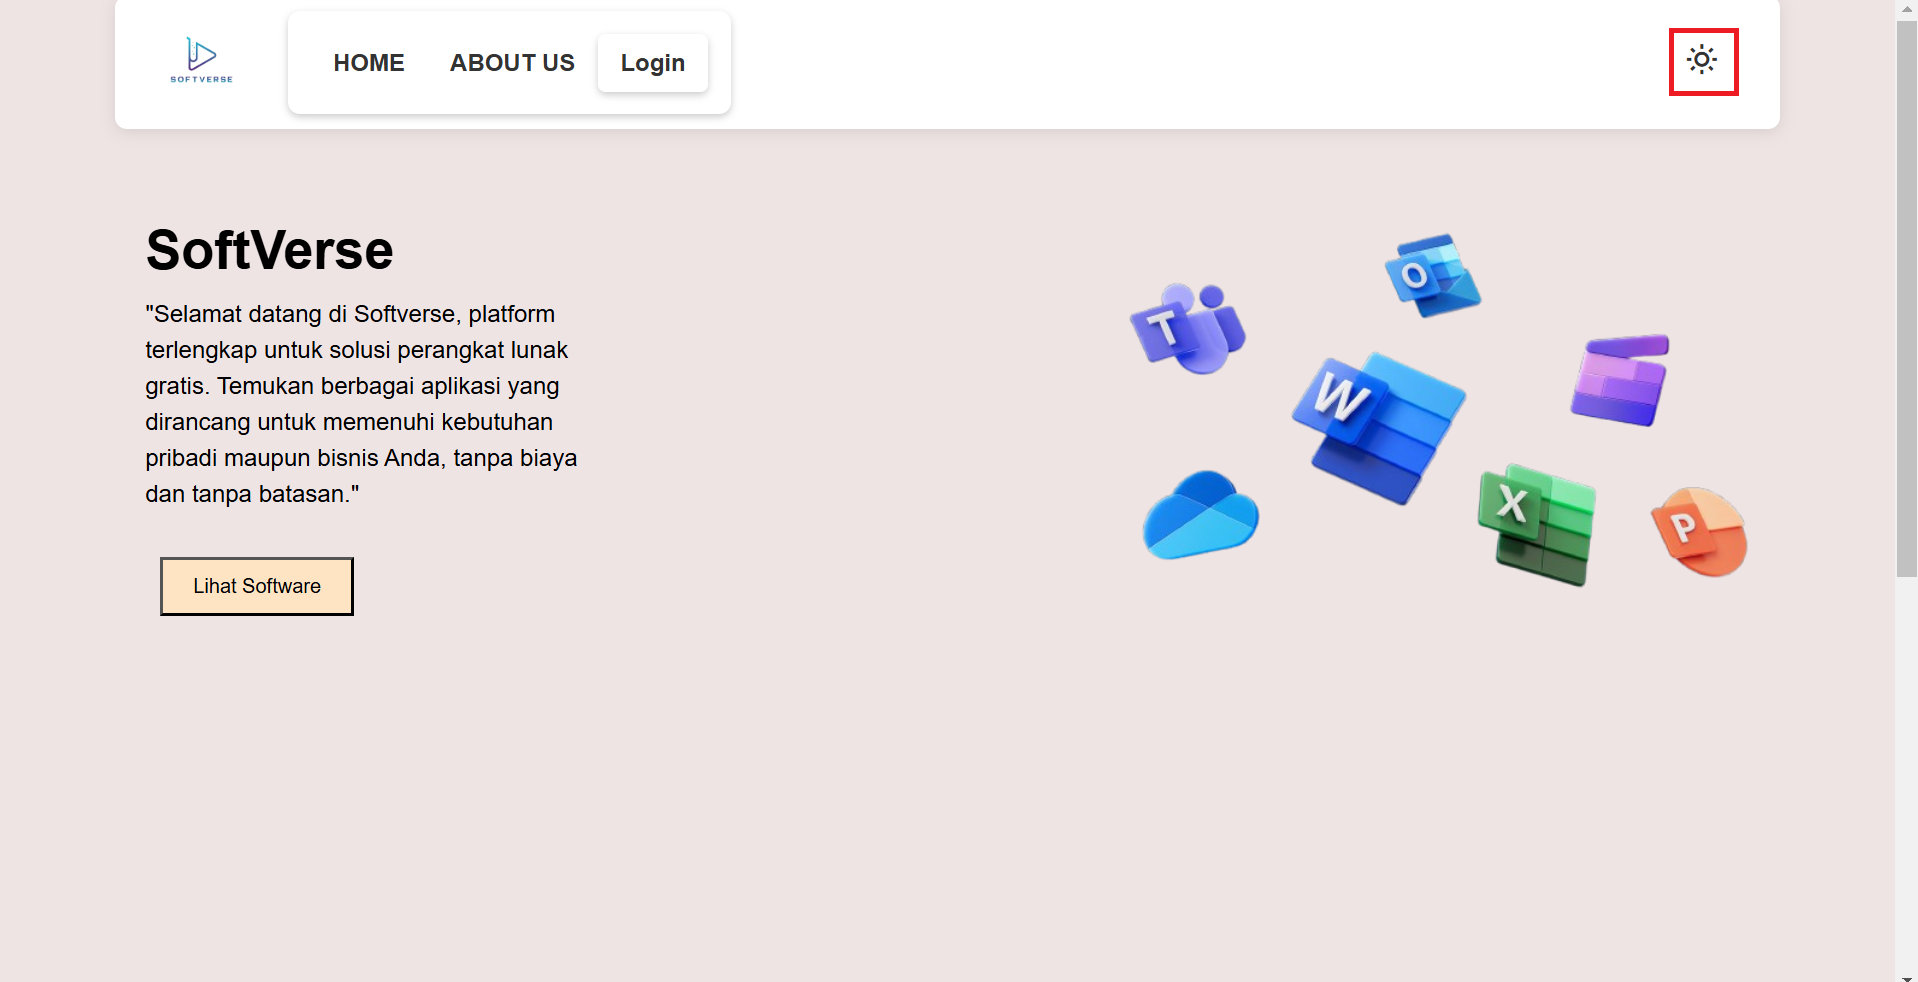 SOFTVERSE
HOME
ABOUT US
Login
SoftVerse
"Selamat datang di Softverse, platform
terlengkap untuk solusi perangkat lunak
gratis. Temukan berbagai aplikasi yang
dirancang untuk memenuhi kebutuhan
pribadi maupun bisnis Anda, tanpa biaya
dan tanpa batasan."
Lihat Software
O
T
W
X
P